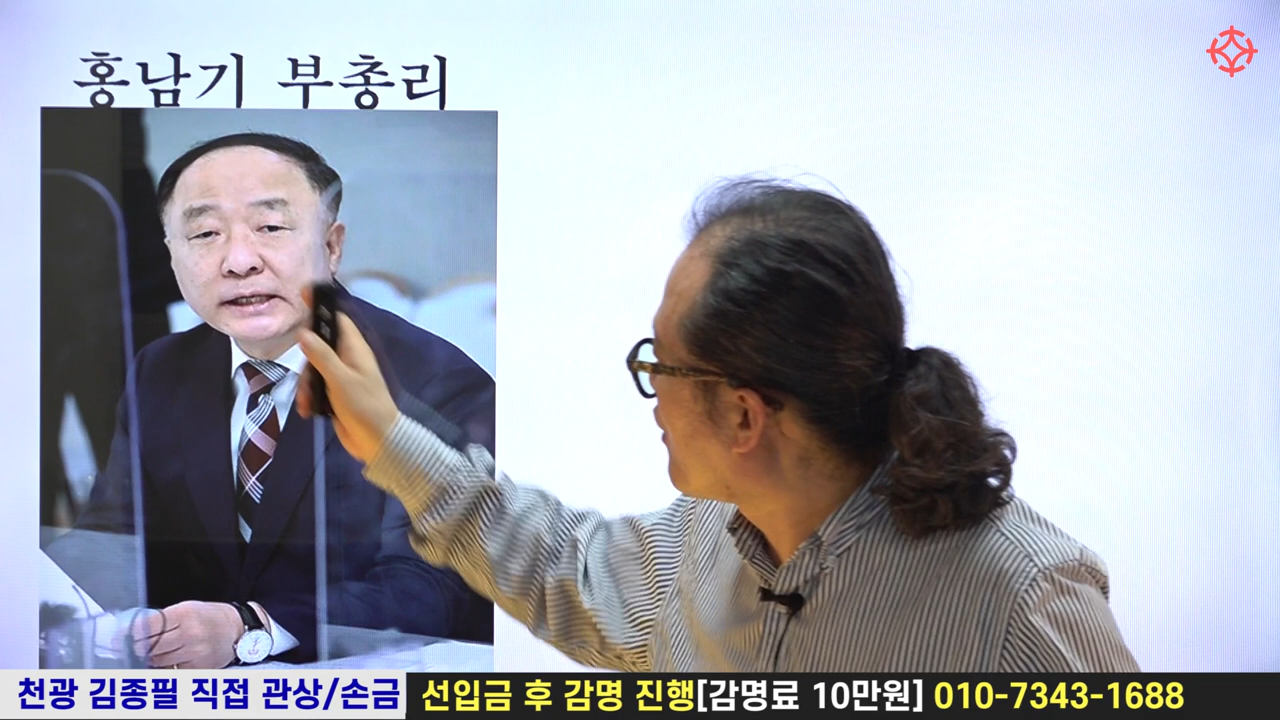 홍남기 부총리
천광 김종필 직접 관상/손금 선입금 후 감명 진행[감명료 10만원] 010-7343-1688